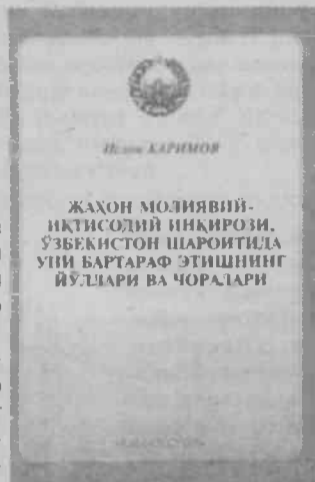 Ислом КАРИМОВ
ЖАҲОН МОЛИЯВИЙ-
ИҚТИСОДИЙ ИНҚИРОЗИ,
ЎЗБЕКИСТОН ШАРОИТИДА
УНИ БАРТАРАФ ЭТИШНИНГ
ЙЎЛЛАРИ ВА ЧОРАЛАРИ